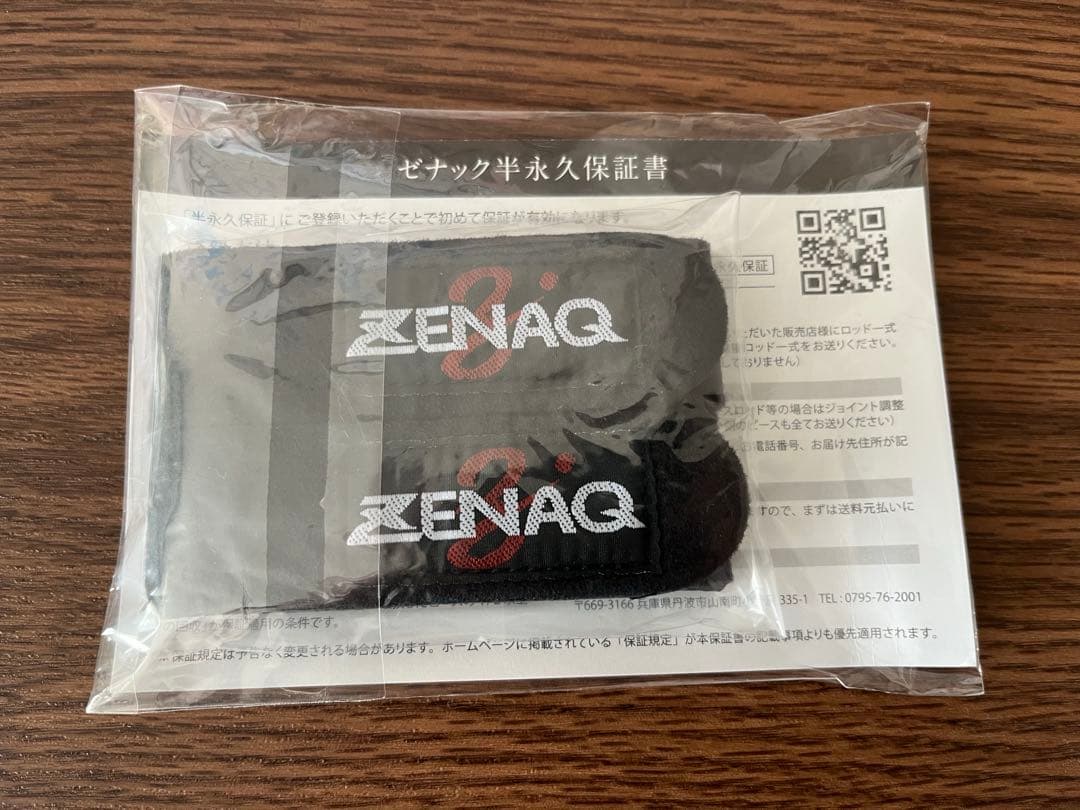 ゼナック半永久保証書
「半永久保証」にご登録いただくことで初めて保証が有効になります。
永久保証
ただいた販売店様にロッド一式
ロッド一式をお送りください。
しておりません）
ド等の場合はジョイント調整
ピースも全てお送りください）
電話番号、お届け先住所が記
ZENAQ
ZENAQ
ますので、まずは送料元払いに
〒669-3166 兵庫県丹波市山南町 335-1 TEL : 0795-76-2001
の条件です。
※保証規定は予告なく変更される場合があります。ホームページに掲載されている「保証規定」が本保証書の記載事項よりも優先適用されます。